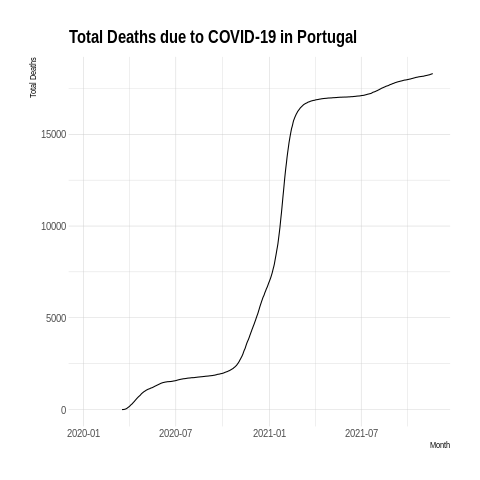 Total Deaths due to COVID-19 in Portugal
Total Deaths
15000
10000
5000
0
2020-01 2020-07 2021-01 2021-07
Month